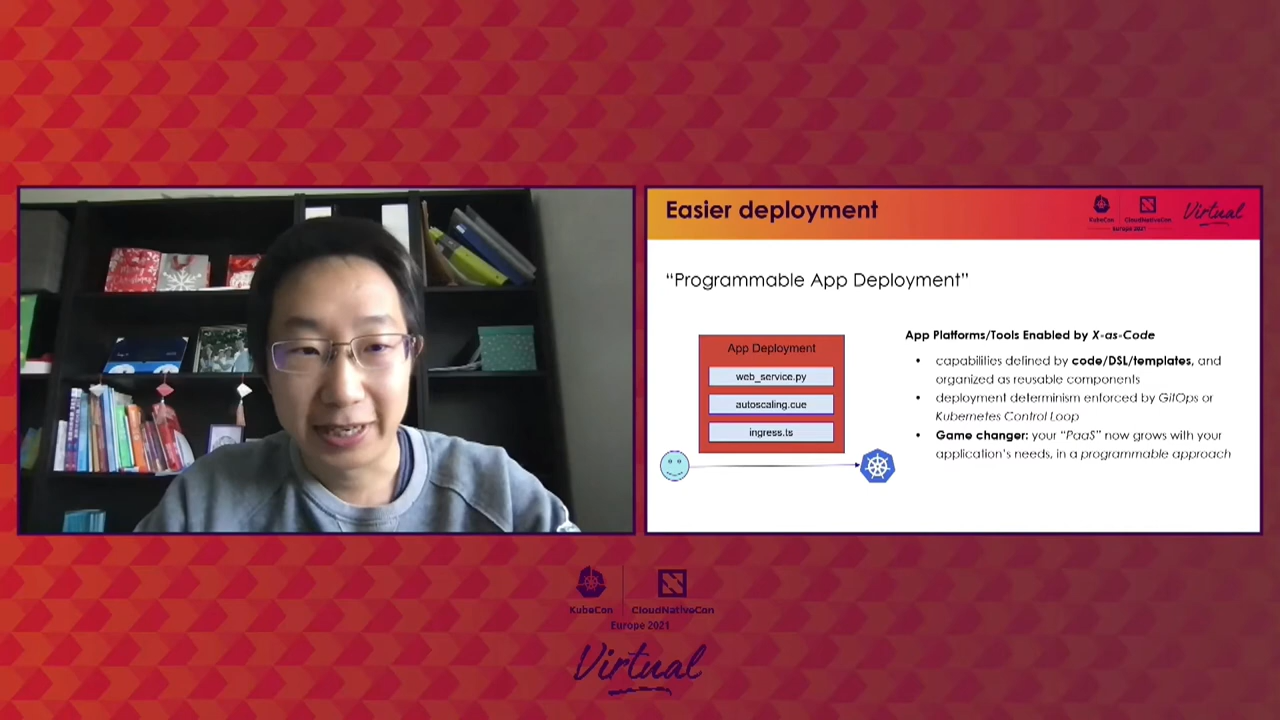 Easier deployment
KubeCon
CloudNativeCon
Europe 2021
Virtual
“Programmable App Deployment”
App Deployment
web_service.py
autoscaling.cue
ingress.ts
App Platforms/Tools Enabled by X-as-Code
• capabilities defined by code/DSL/templates, and
organized as reusable components
• deployment determinism enforced by GitOps or
Kubernetes Control Loop
• Game changer: your “PaaS” now grows with your
application’s needs, in a programmable approach
KubeCon
CloudNativeCon
Europe 2021
Virtual